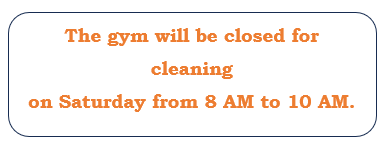 The gym will be closed for
cleaning
on Saturday from 8 AM to 10 AM.